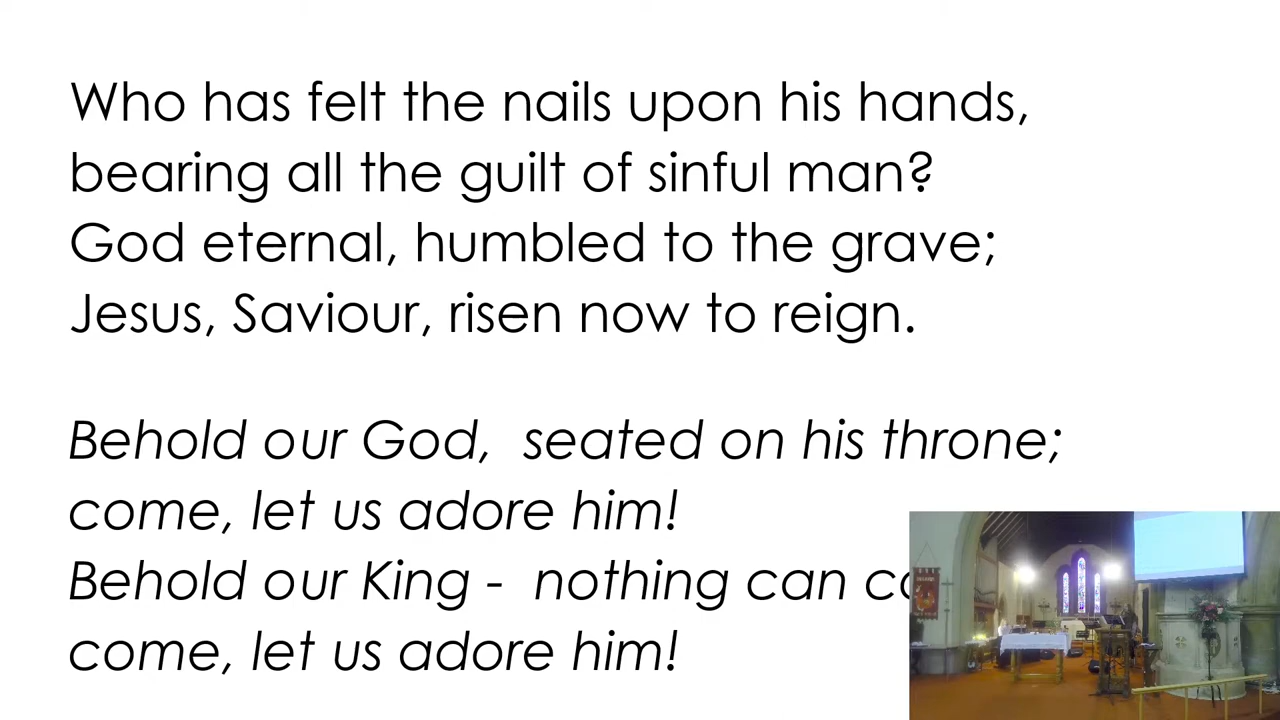 Who has felt the nails upon his hands,
bearing all the guilt of sinful man?
God eternal, humbled to the grave;
Jesus, Saviour, risen now to reign.
Behold our God, seated on his throne;
come, let us adore him!
Behold our King - nothing can
come, let us adore him!